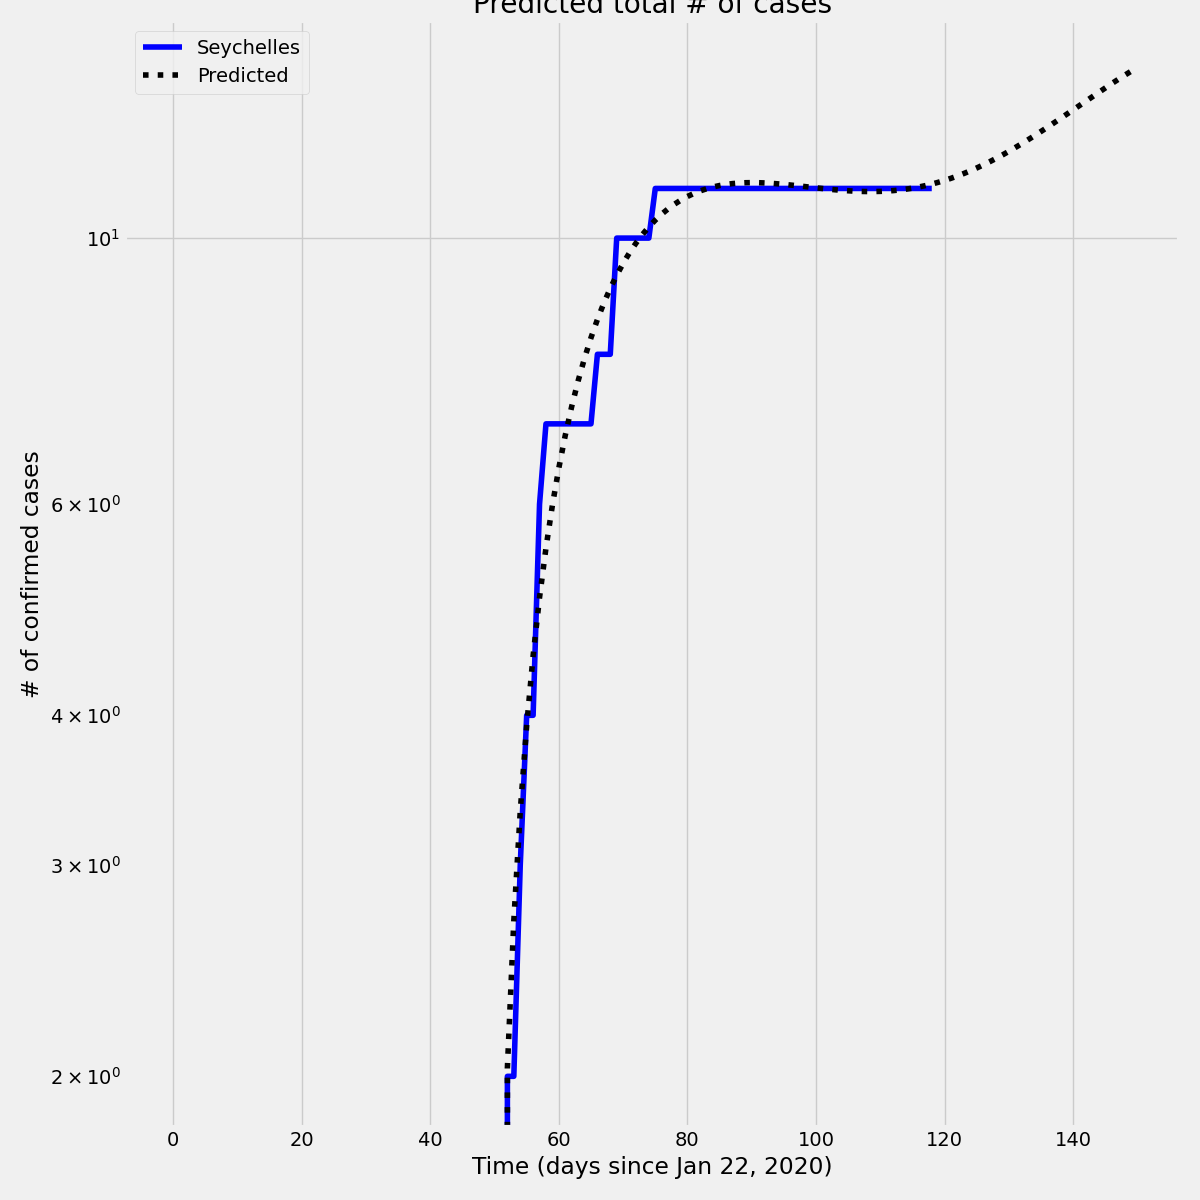 Predicted total # of cases
Seychelles
Predicted
10¹
6 × 10⁰
4 × 10⁰
3 × 10⁰
2 × 10⁰
# of confirmed cases
0 20 40 60 80 100 120 140
Time (days since Jan 22, 2020)